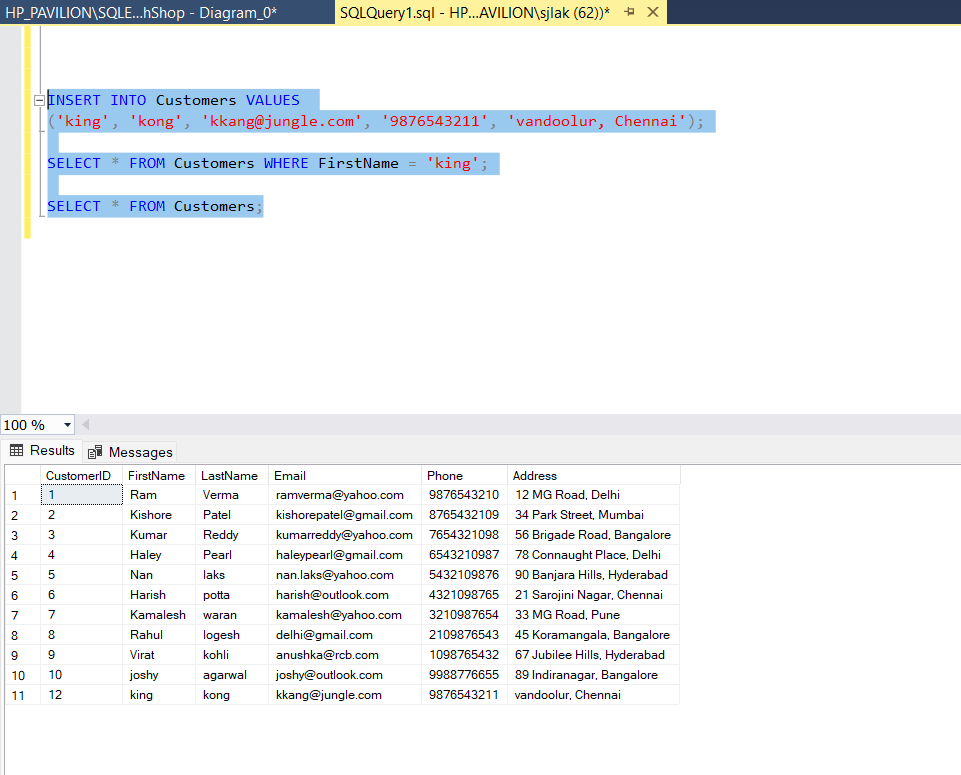 HP_PAVILION\SQLE...hShop - Diagram_0* SQLQuery1.sql - HP...AVILION\sjlak (62))*
INSERT INTO Customers VALUES
('king', 'kong', 'kkang@jungle.com', '9876543211', 'vandoolur, Chennai');
SELECT * FROM Customers WHERE FirstName = 'king';
SELECT * FROM Customers;
100 %
Results Messages
CustomerID FirstName LastName Email Phone Address
1 1 Ram Verma ramverma@yahoo.com 9876543210 12 MG Road, Delhi
2 2 Kishore Patel kishorepatel@gmail.com 8765432109 34 Park Street, Mumbai
3 3 Kumar Reddy kumarreddy@yahoo.com 7654321098 56 Brigade Road, Bangalore
4 4 Haley Pearl haleypearl@gmail.com 6543210987 78 Connaught Place, Delhi
5 5 Nan laks nan.laks@yahoo.com 5432109876 90 Banjara Hills, Hyderabad
6 6 Harish potta harish@outlook.com 4321098765 21 Sarojini Nagar, Chennai
7 7 Kamalesh waran kamalesh@yahoo.com 3210987654 33 MG Road, Pune
8 8 Rahul logesh delhi@gmail.com 2109876543 45 Koramangala, Bangalore
9 9 Virat kohli anushka@rcb.com 1098765432 67 Jubilee Hills, Hyderabad
10 10 joshy agarwal joshy@outlook.com 9988776655 89 Indiranagar, Bangalore
11 12 king kong kkang@jungle.com 9876543211 vandoolur, Chennai